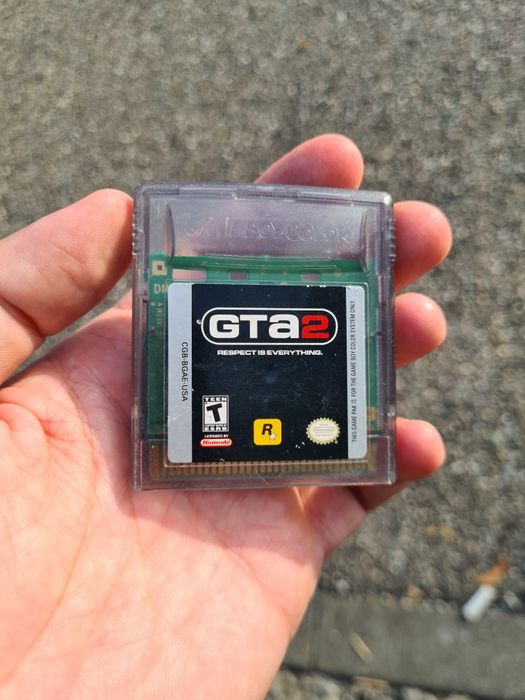 GAME BOY COLOR
DM
GTA2
RESPECT IS EVERYTHING.
CGB-BGAE-USA
THIS GAME PAK IS FOR THE GAME BOY COLOR SYSTEM ONLY.
TEEN
T
ESRB
LICENSED BY
Nintendo
R